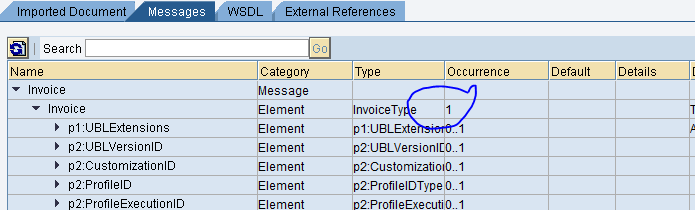 Imported Document Messages WSDL External References
Search Go
Name Category Type Occurrence Default Details D
Invoice Message
Invoice Element InvoiceType 1 T
p1:UBLExtensions Element p1:UBLExtension 0..1 A
p2:UBLVersionID Element p2:UBLVersionID 0..1
p2:CustomizationID Element p2:Customization 0..1
p2:ProfileID Element p2:ProfileIDType 0..1
p2:ProfileExecutionID Element p2:ProfileExecuti 0..1